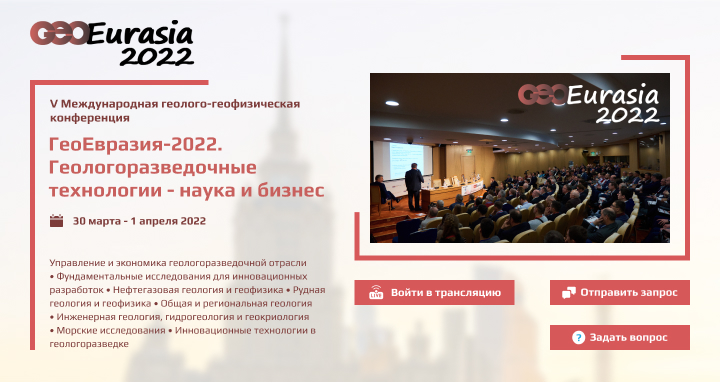 GEOEurasia
2022
V Международная геолого-геофизическая
конференция
ГеоЕвразия-2022.
Геологоразведочные
технологии - наука и бизнес
30 марта - 1 апреля 2022
Управление и экономика геологоразведочной отрасли
• Фундаментальные исследования для инновационных
разработок • Нефтегазовая геология и геофизика • Рудная
геология и геофизика • Общая и региональная геология
• Инженерная геология, гидрогеология и геокриология
• Морские исследования • Инновационные технологии в
геологоразведке
GEOEurasia
2022
LIVE
Войти в трансляцию
Отправить запрос
? Задать вопрос